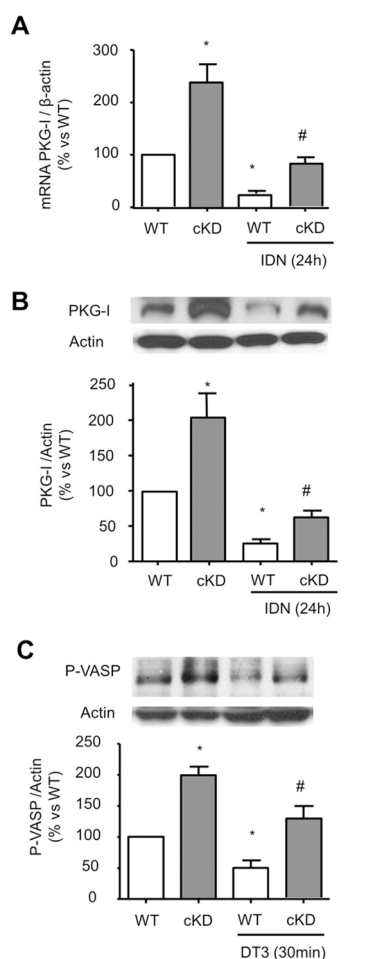 A
mRNA PKG-I / β-actin
(% vs WT)
300
200
100
0
*
*
#
WT cKD WT cKD
IDN (24h)
B
PKG-I
Actin
PKG-I /Actin
(% vs WT)
250
200
150
100
50
0
*
*
#
WT cKD WT cKD
IDN (24h)
C
P-VASP
Actin
P-VASP /Actin
(% vs WT)
250
200
150
100
50
0
*
*
#
WT cKD WT cKD
DT3 (30min)